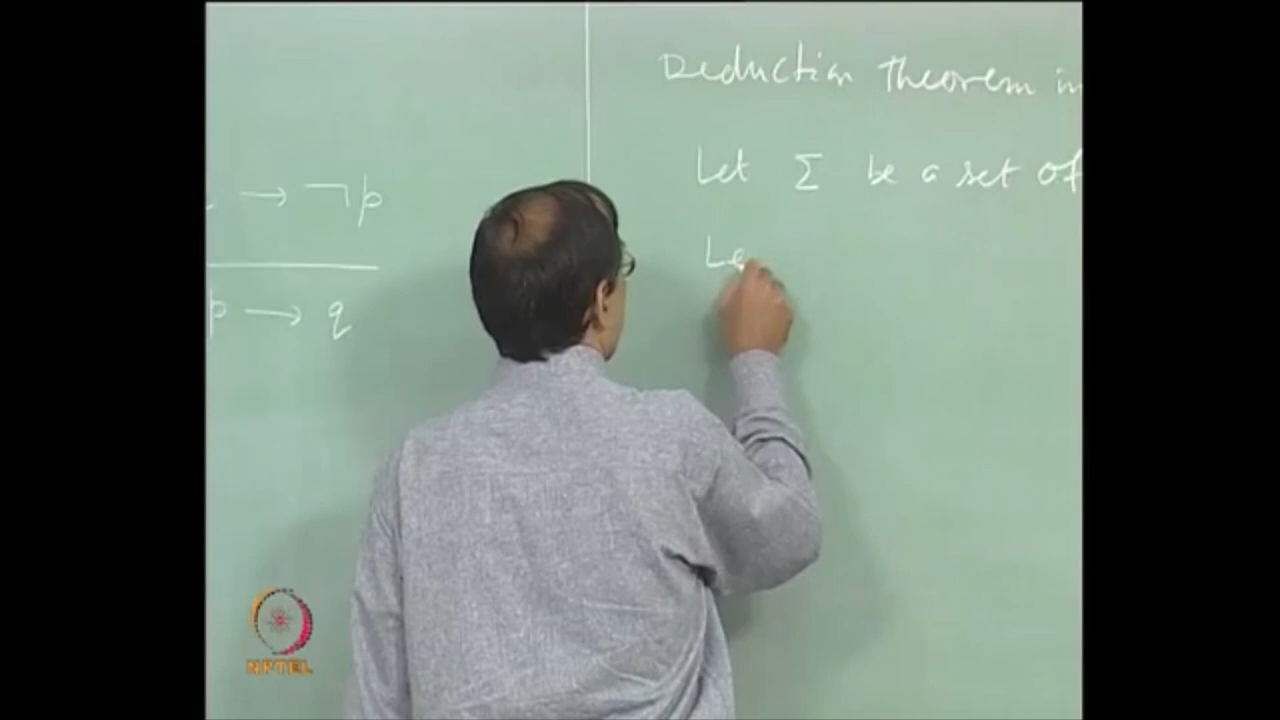 → ¬p
p → q
Deduction Theorem in
Let Σ be a set of
Le
NPTEL